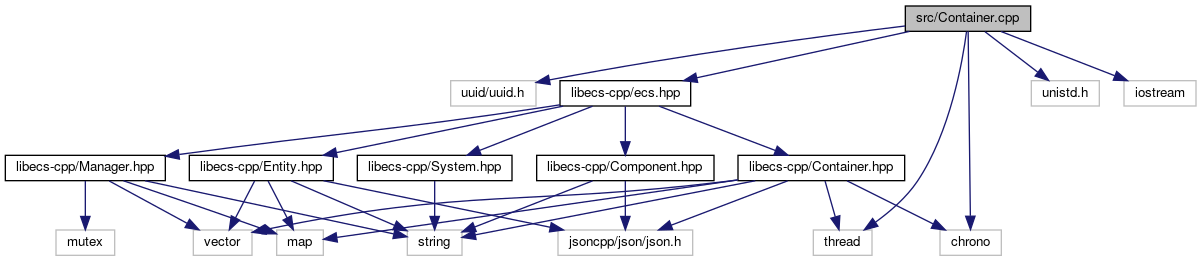 src/Container.cpp
uuid/uuid.h
libecs-cpp/ecs.hpp
unistd.h
iostream
libecs-cpp/Manager.hpp
libecs-cpp/Entity.hpp
libecs-cpp/System.hpp
libecs-cpp/Component.hpp
libecs-cpp/Container.hpp
mutex
vector
map
string
jsoncpp/json/json.h
thread
chrono